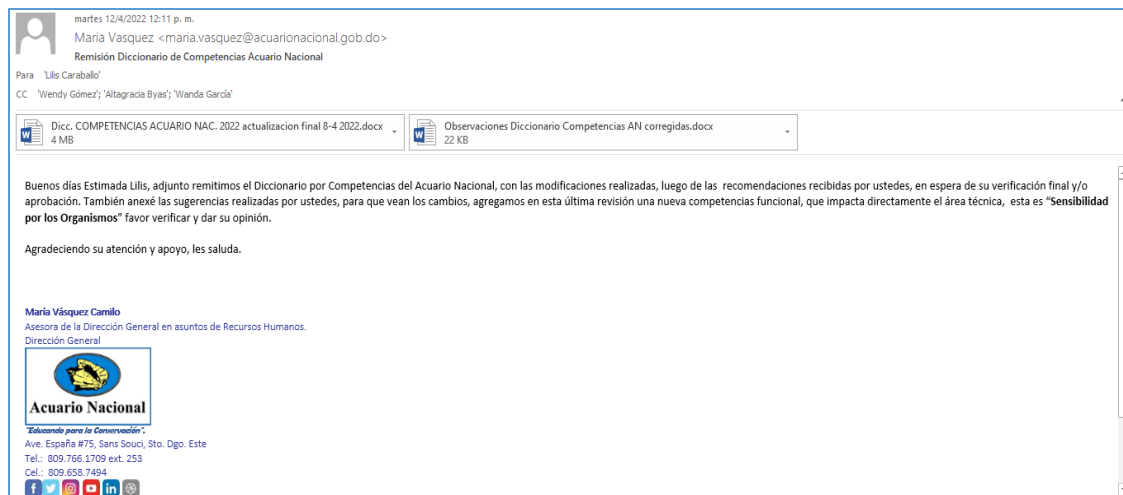 martes 12/4/2022 12:11 p. m.
Maria Vasquez <maria.vasquez@acuarionacional.gob.do>
Remisión Diccionario de Competencias Acuario Nacional
Para 'Lilis Caraballo'
CC 'Wendy Gómez'; 'Altagracia Byas'; 'Wanda García'
Dicc. COMPETENCIAS ACUARIO NAC. 2022 actualizacion final 8-4 2022.docx
4 MB
Observaciones Diccionario Competencias AN corregidas.docx
22 KB
Buenos días Estimada Lilis, adjunto remitimos el Diccionario por Competencias del Acuario Nacional, con las modificaciones realizadas, luego de las recomendaciones recibidas por ustedes, en espera de su verificación final y/o
aprobación. También anexé las sugerencias realizadas por ustedes, para que vean los cambios, agregamos en esta última revisión una nueva competencias funcional, que impacta directamente el área técnica, esta es “Sensibilidad
por los Organismos” favor verificar y dar su opinión.
Agradeciendo su atención y apoyo, les saluda.
María Vásquez Camilo
Asesora de la Dirección General en asuntos de Recursos Humanos.
Dirección General
Acuario Nacional
"Educando para la Conservación".
Ave. España #75, Sans Souci, Sto. Dgo. Este
Tel.: 809.766.1709 ext. 253
Cel.: 809.658.7494